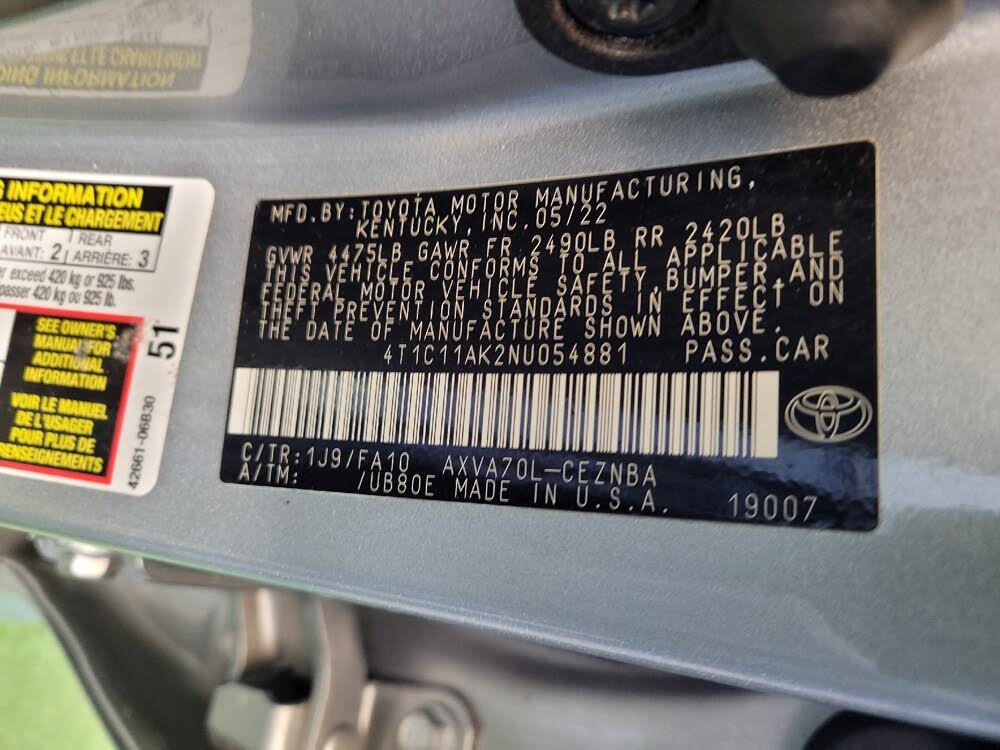 G INFORMATION
EUS ET LE CHARGEMENT
FRONT REAR
AVANT: 2 ARRIÈRE: 3
er exceed 420 kg or 925 lbs.
passer 420 kg ou 925 lb.
SEE OWNER'S
MANUAL FOR
ADDITIONAL
VOIR LE MANUEL
DE L'USAGER
POUR PLUS DE
RENSEIGNEMENTS
51
42661-06B30
MFD.BY:TOYOTA MOTOR MANUFACTURING,
KENTUCKY,INC.05/22
GVWR 4475LB GAWR FR 2490LB RR 2420LB
THIS VEHICLE CONFORMS TO ALL APPLICABLE
FEDERAL MOTOR VEHICLE SAFETY,BUMPER,AND
THEFT PREVENTION STANDARDS IN EFFECT ON
THE DATE OF MANUFACTURE SHOWN ABOVE.
4T1C11AK2NU054881 PASS.CAR
C/TR:1J9/FA10 AXVA70L-CEZNBA
A/TM: /UB80E MADE IN U.S.A. 19007